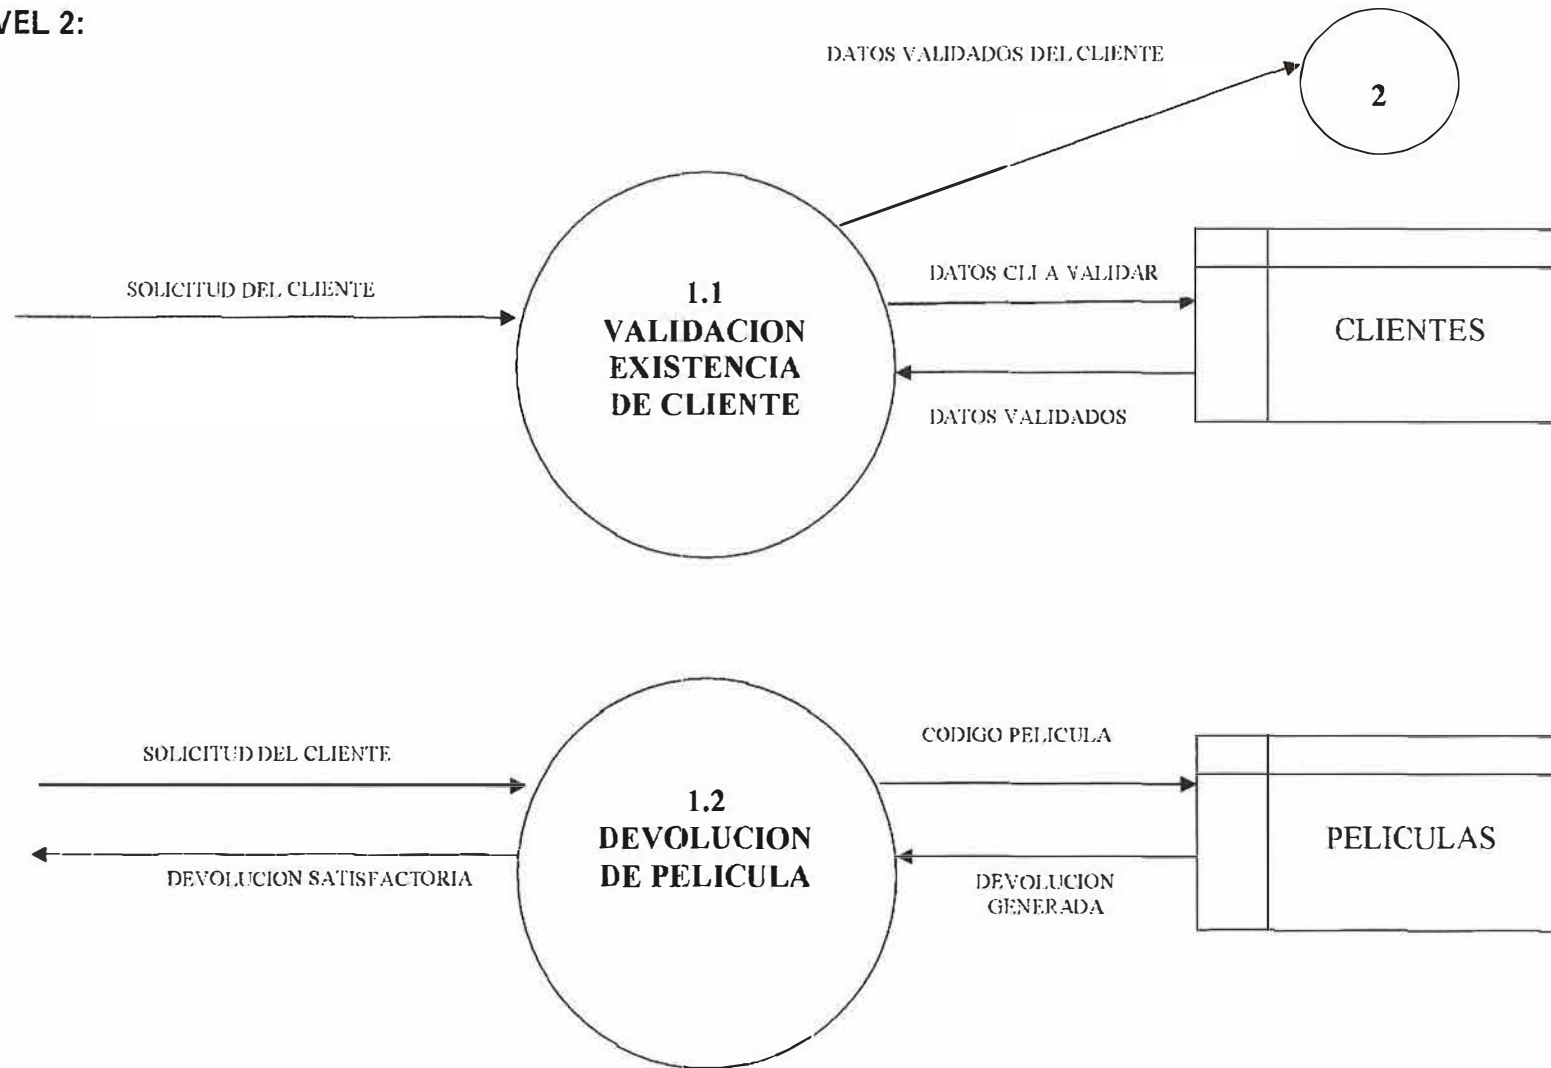 VEL 2:
DATOS VALIDADOS DEL CLIENTE
2
SOLICITUD DEL CLIENTE
1.1
VALIDACION
EXISTENCIA
DE CLIENTE
DATOS CLI A VALIDAR
CLIENTES
DATOS VALIDADOS
SOLICITUD DEL CLIENTE
1.2
DEVOLUCION
DE PELICULA
CODIGO PELICULA
PELICULAS
DEVOLUCION SATISFACTORIA
DEVOLUCION
GENERADA